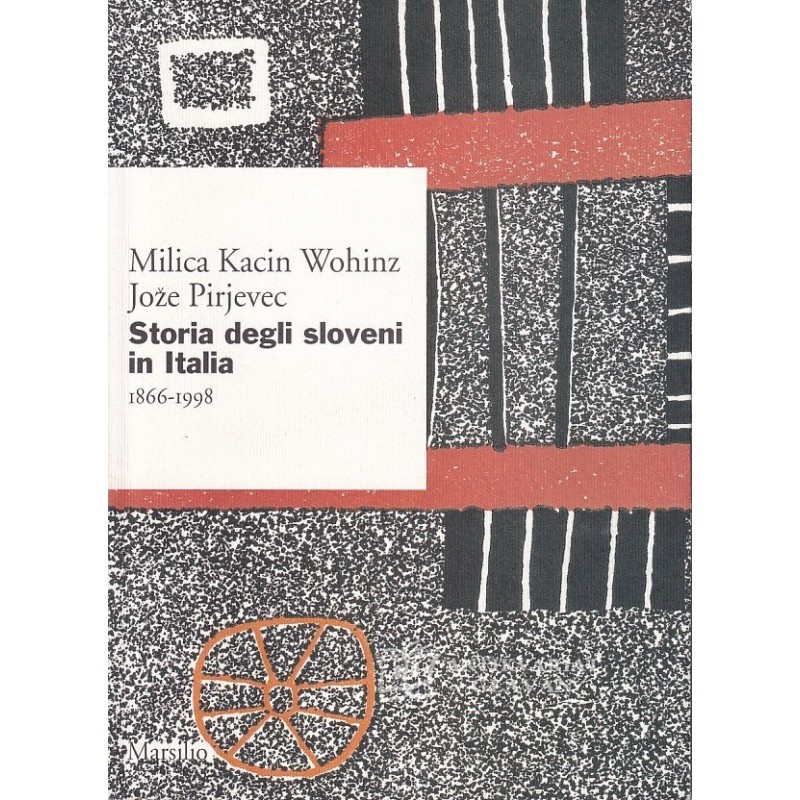 Milica Kacin Wohinz
Jože Pirjevec
Storia degli sloveni
in Italia
1866-1998
Marsilio